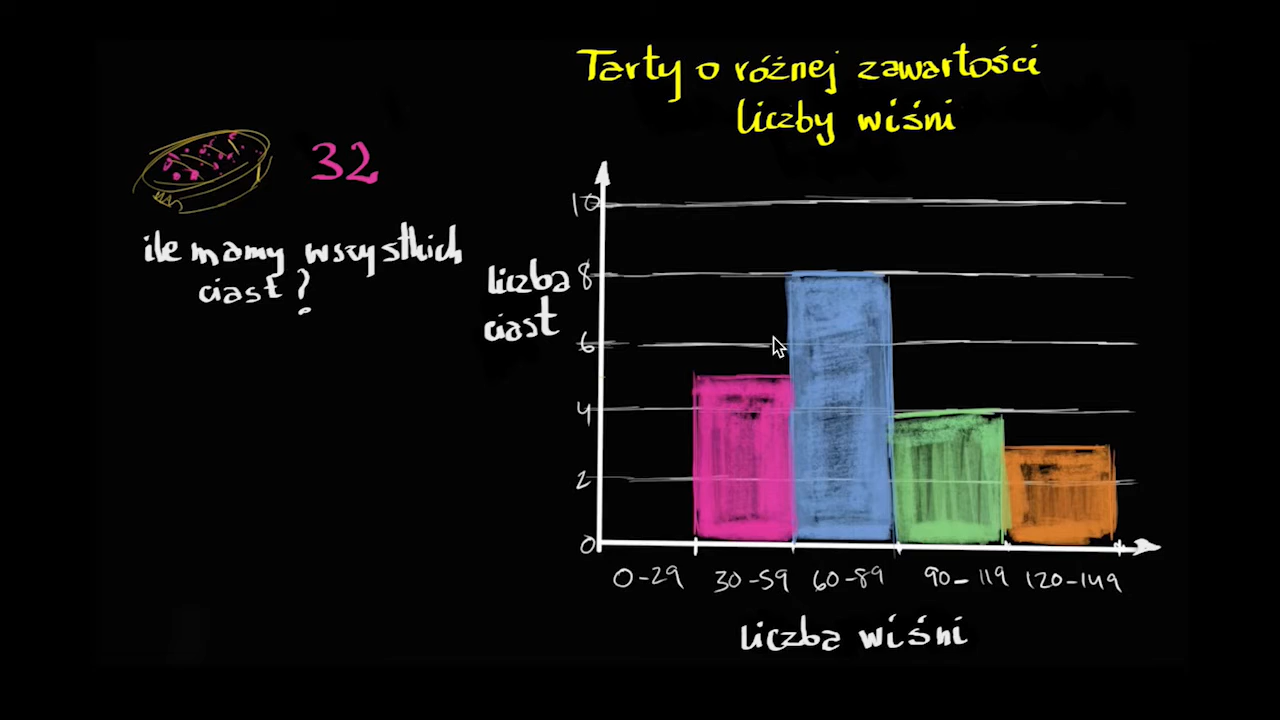 Tarty o różnej zawartości
liczby wiśni
32
ile mamy wszystkich
ciast?
liczba
ciast
10
8
6
4
2
0
0-29 30-59 60-89 90-119 120-149
liczba wiśni